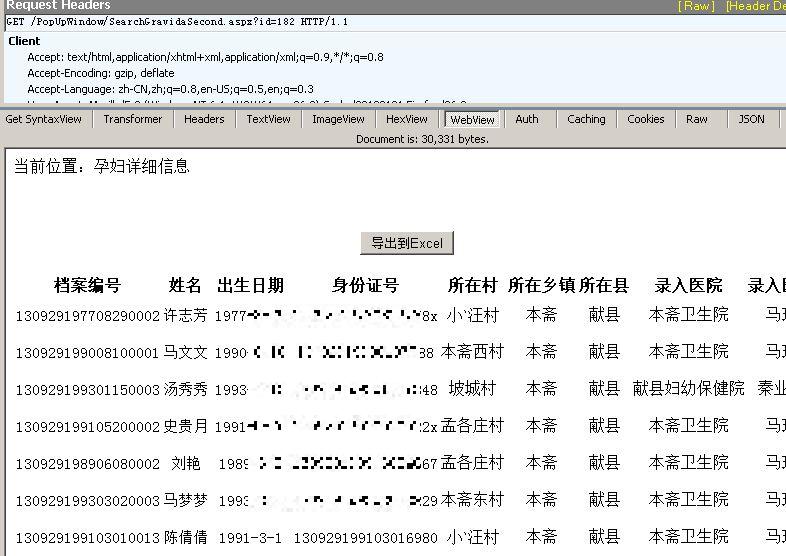 Request Headers [ Raw ] [Header De
GET /PopUpWindow/SearchGravidaSecond.aspx?id=182 HTTP/1.1
Client
Accept: text/html,application/xhtml+xml,application/xml;q=0.9,*/*;q=0.8
Accept-Encoding: gzip, deflate
Accept-Language: zh-CN,zh;q=0.8,en-US;q=0.5,en;q=0.3
Get SyntaxView Transformer Headers TextView ImageView HexView WebView Auth Caching Cookies Raw JSON
Document is: 30,331 bytes.
当前位置：孕妇详细信息
导出到Excel
档案编号 姓名 出生日期 身份证号 所在村 所在乡镇 所在县 录入医院 录入医
130929197708290002 许志芳 1977 8x 小汪村 本斋 献县 本斋卫生院 马
130929199008100001 马文文 1990 88 本斋西村 本斋 献县 本斋卫生院 马
130929199301150003 汤秀秀 1993 48 坡城村 本斋 献县 献县妇幼保健院 秦业
130929199105200002 史贵月 1991 2x 孟各庄村 本斋 献县 本斋卫生院 马
130929198906080002 刘艳 1989 67 孟各庄村 本斋 献县 本斋卫生院 马
130929199303020003 马梦梦 1993 29 本斋东村 本斋 献县 本斋卫生院 马
130929199103010013 陈倩倩 1991-3-1 130929199103016980 小汪村 本斋 献县 本斋卫生院 马